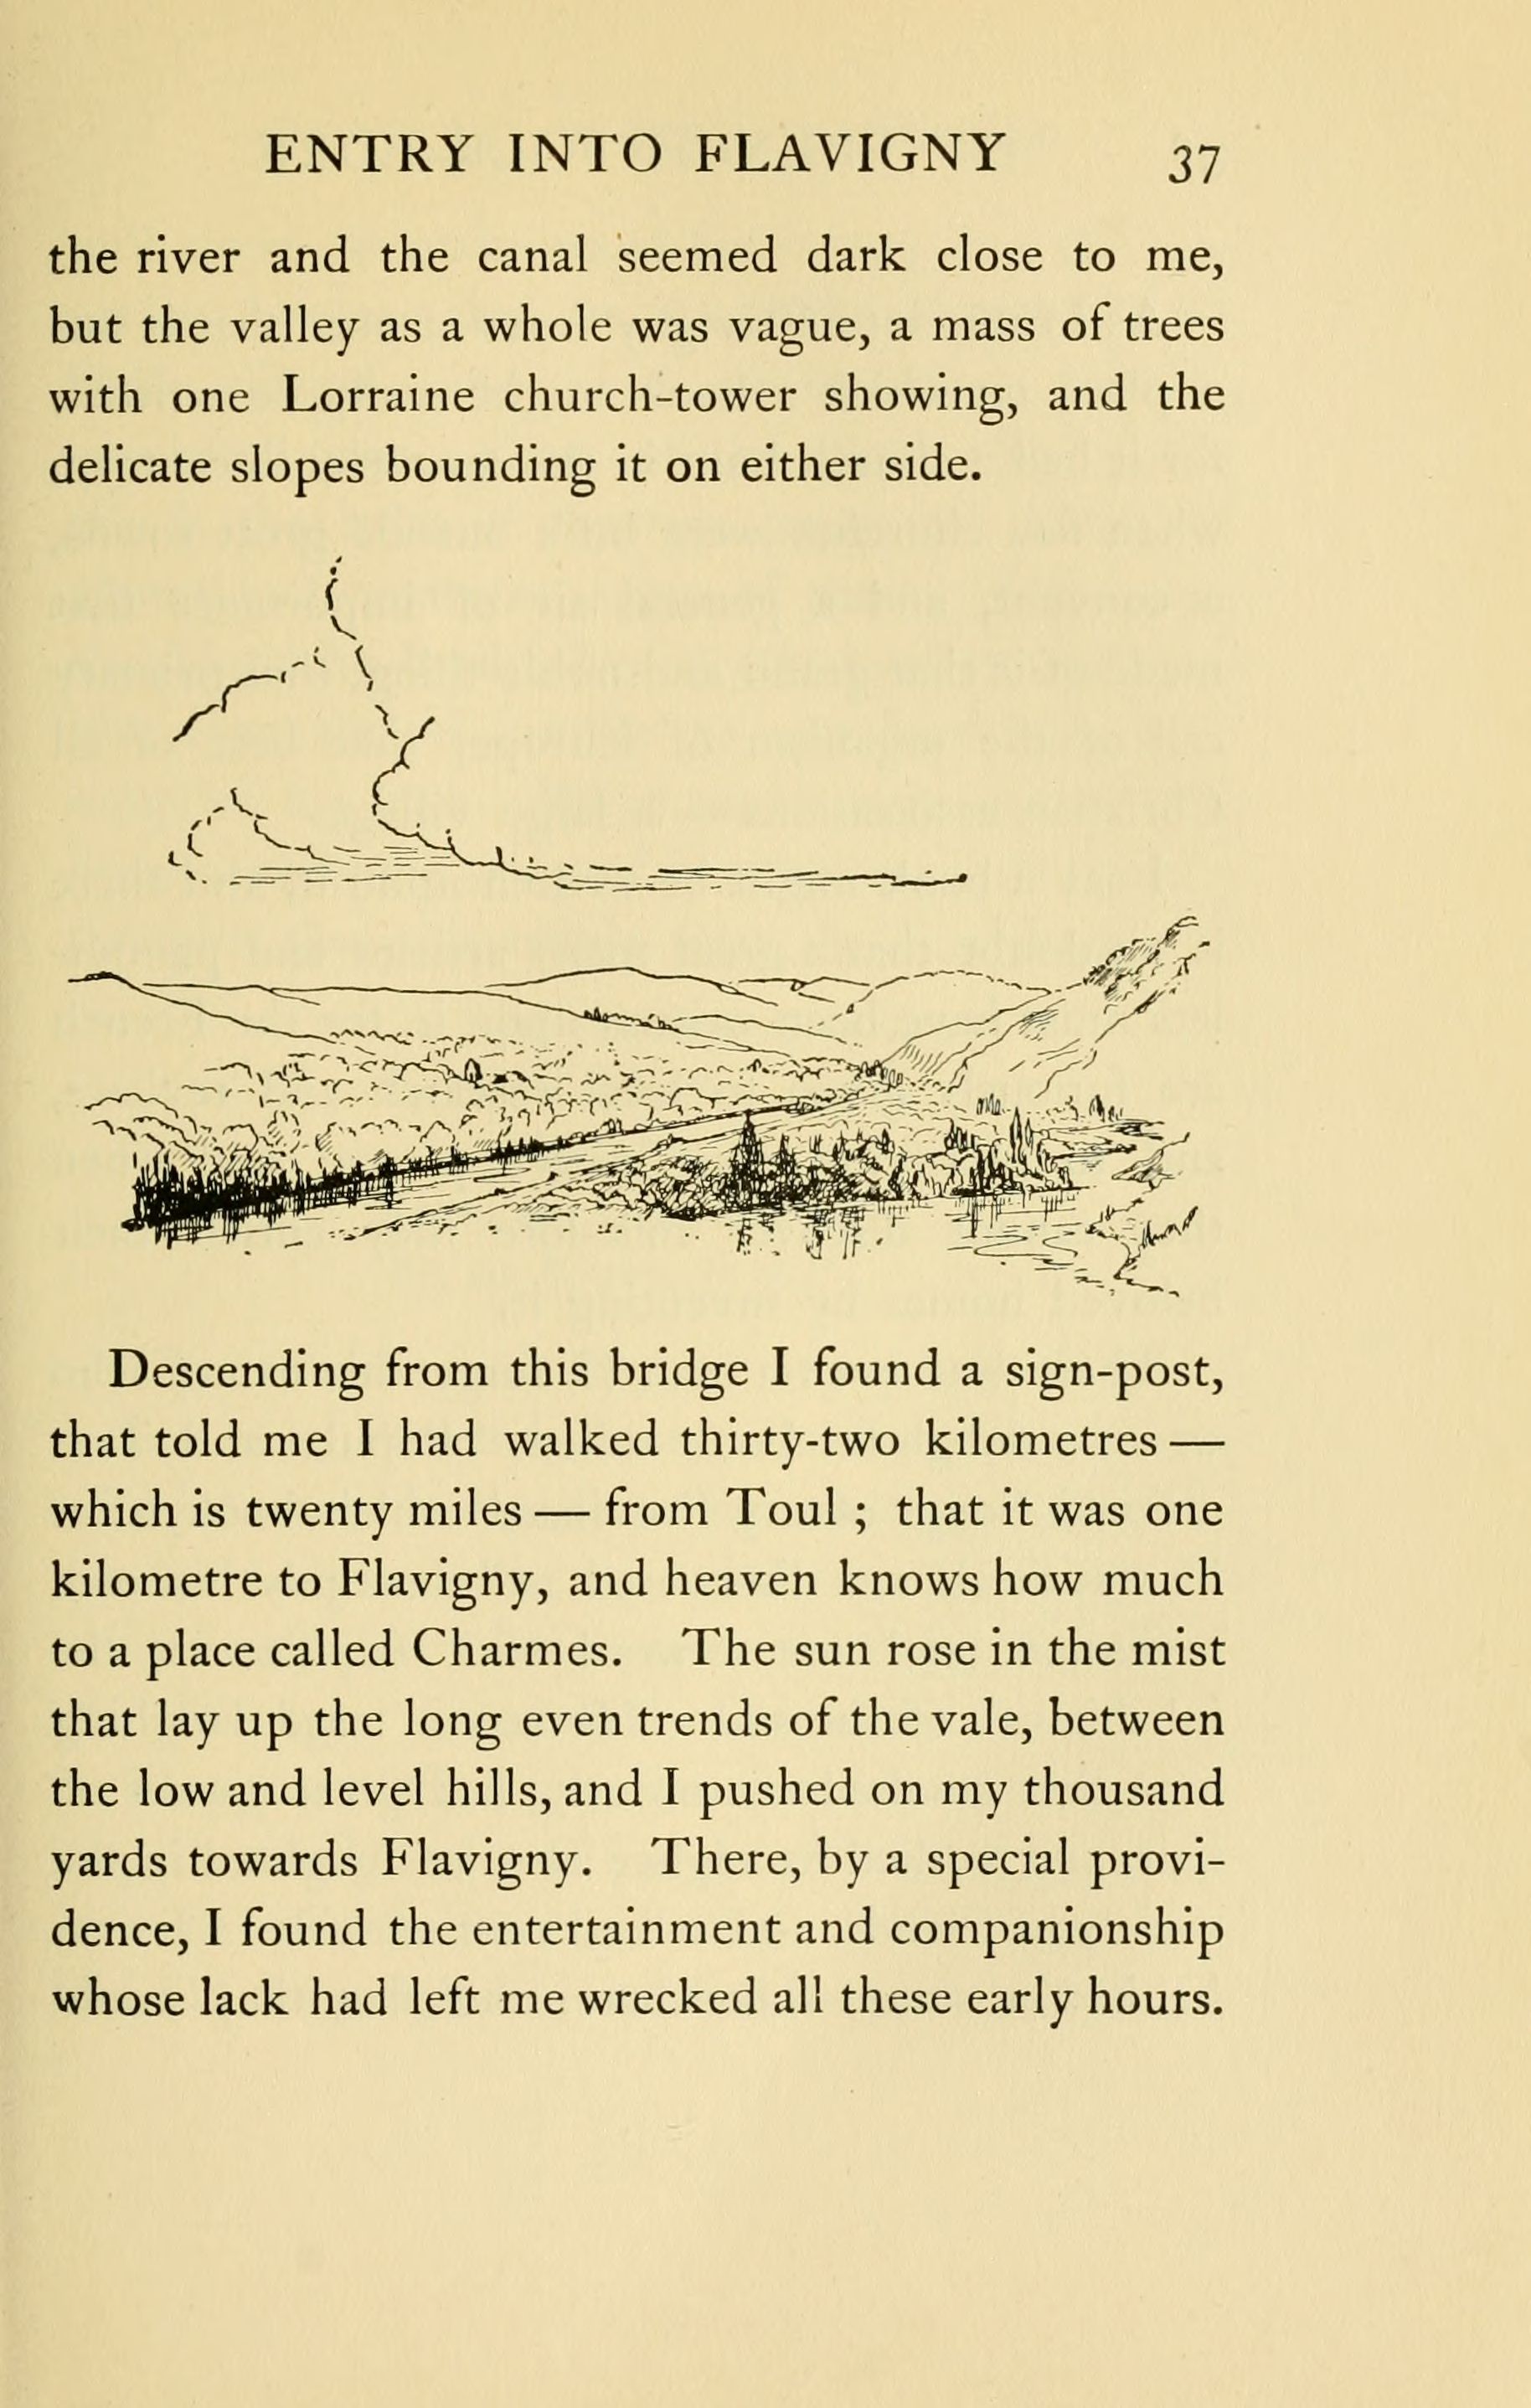 ENTRY INTO FLAVIGNY 37
the river and the canal seemed dark close to me,
but the valley as a whole was vague, a mass of trees
with one Lorraine church-tower showing, and the
delicate slopes bounding it on either side.
Descending from this bridge I found a sign-post,
that told me I had walked thirty-two kilometres —
which is twenty miles — from Toul ; that it was one
kilometre to Flavigny, and heaven knows how much
to a place called Charmes. The sun rose in the mist
that lay up the long even trends of the vale, between
the low and level hills, and I pushed on my thousand
yards towards Flavigny. There, by a special provi-
dence, I found the entertainment and companionship
whose lack had left me wrecked all these early hours.